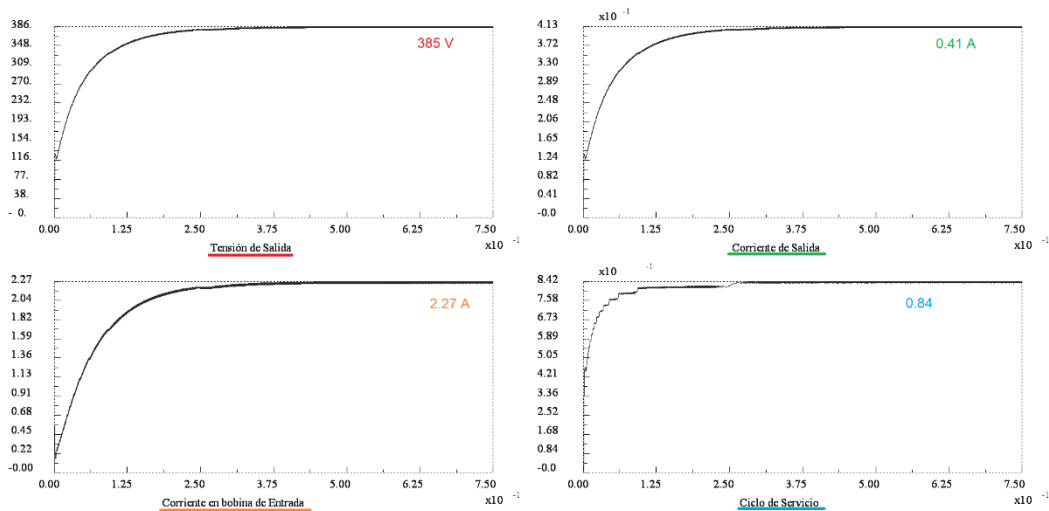 386.
348.
309.
270.
232.
193.
154.
116
77.
38.
- 0.
385 V
0.00 1.25 2.50 3.75 5.00 6.25 7.50
x10 -1
Tensión de Salida
x10 -1
4.13
3.72
3.30
2.89
2.48
2.06
1.65
1.24
0.82
0.41
-0.0
0.41 A
0.00 1.25 2.50 3.75 5.00 6.25 7.50
x10 -1
Corriente de Salida
2.27
2.04
1.82
1.59
1.36
1.13
0.91
0.68
0.45
0.22
-0.00
2.27 A
0.00 1.25 2.50 3.75 5.00 6.25 7.50
x10 -1
Corriente en bobina de Entrada
x10 -1
8.42
7.58
6.73
5.89
5.05
4.21
3.36
2.52
1.68
0.84
-0.0
0.84
0.00 1.25 2.50 3.75 5.00 6.25 7.50
x10 -1
Ciclo de Servicio